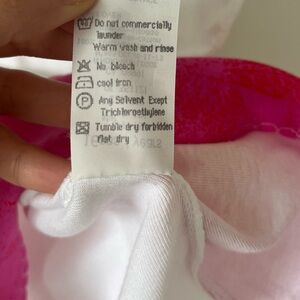 Do not commercially
launder
Warm wash and rinse
No bleach
cool iron
P
Any Solvent Exept
Trichloroethylene
Tumble dry forbidden
flat dry